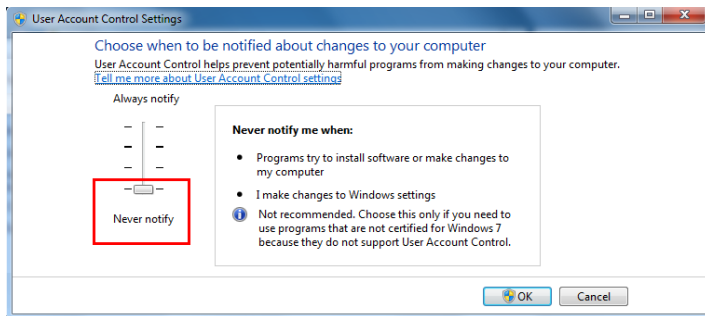 User Account Control Settings
Choose when to be notified about changes to your computer
User Account Control helps prevent potentially harmful programs from making changes to your computer.
Tell me more about User Account Control settings
Always notify
Never notify me when:
Programs try to install software or make changes to
my computer
I make changes to Windows settings
Not recommended. Choose this only if you need to
use programs that are not certified for Windows 7
because they do not support User Account Control.
Never notify
OK
Cancel